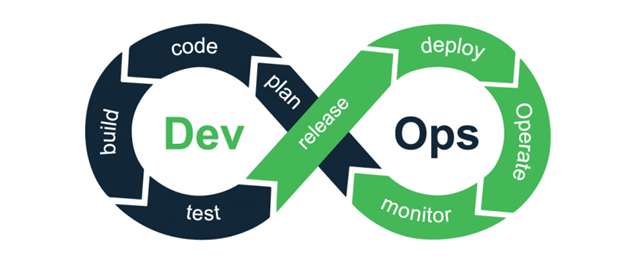 code
plan
build
Dev
test
release
deploy
Ops
Operate
monitor